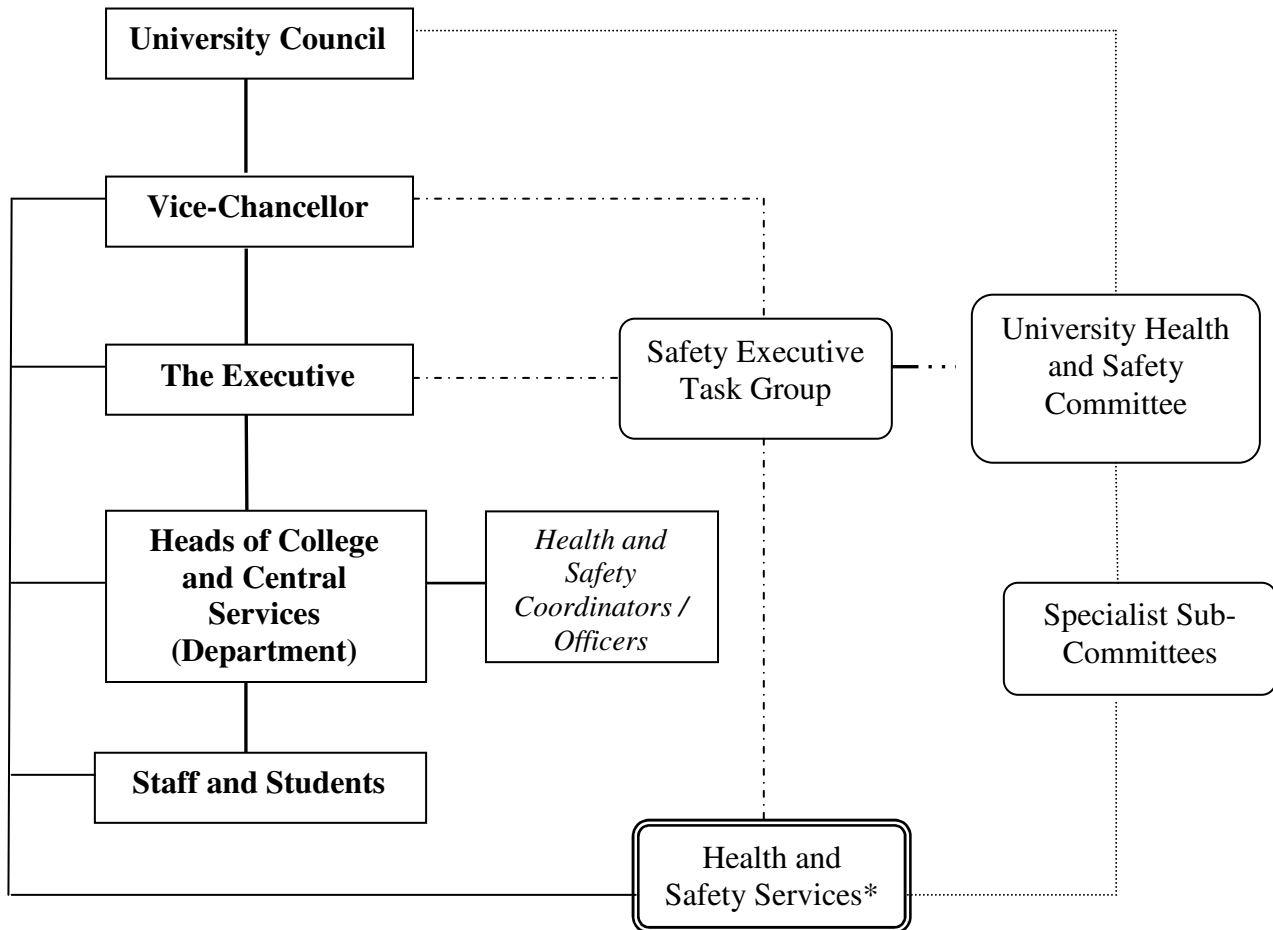 University Council
Vice-Chancellor
The Executive
Safety Executive
Task Group
University Health
and Safety
Committee
Heads of College
and Central
Services
(Department)
Health and
Safety
Coordinators /
Officers
Specialist Sub-
Committees
Staff and Students
Health and
Safety Services*